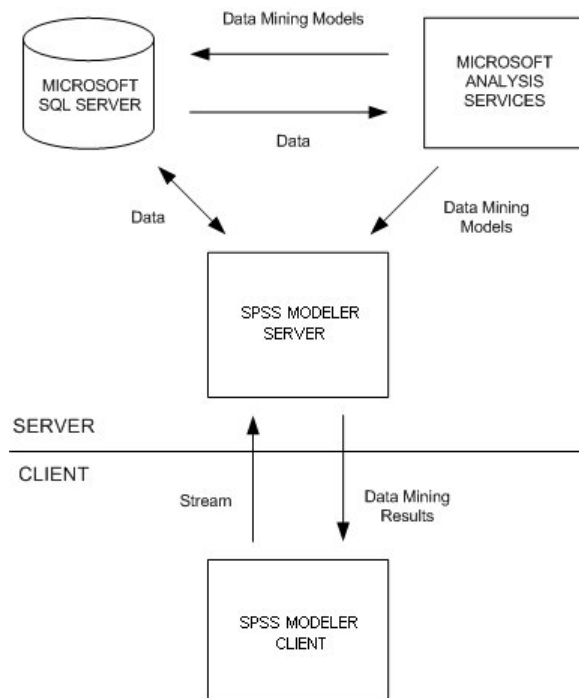 Data Mining Models
MICROSOFT
SQL SERVER
MICROSOFT
ANALYSIS
SERVICES
Data
Data
Data Mining
Models
SPSS MODELER
SERVER
SERVER
CLIENT
Stream
Data Mining
Results
SPSS MODELER
CLIENT